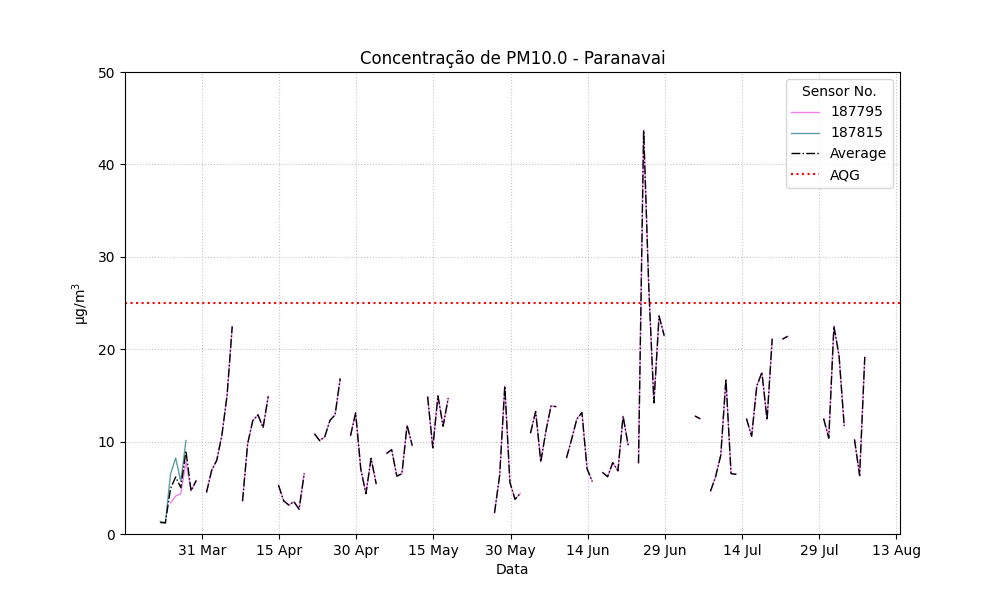 Concentração de PM10.0 - Paranavai
Sensor No.
187795
187815
Average
AQG
µg/m³
50
40
30
20
10
0
31 Mar
15 Apr
30 Apr
15 May
30 May
14 Jun
29 Jun
14 Jul
29 Jul
13 Aug
Data